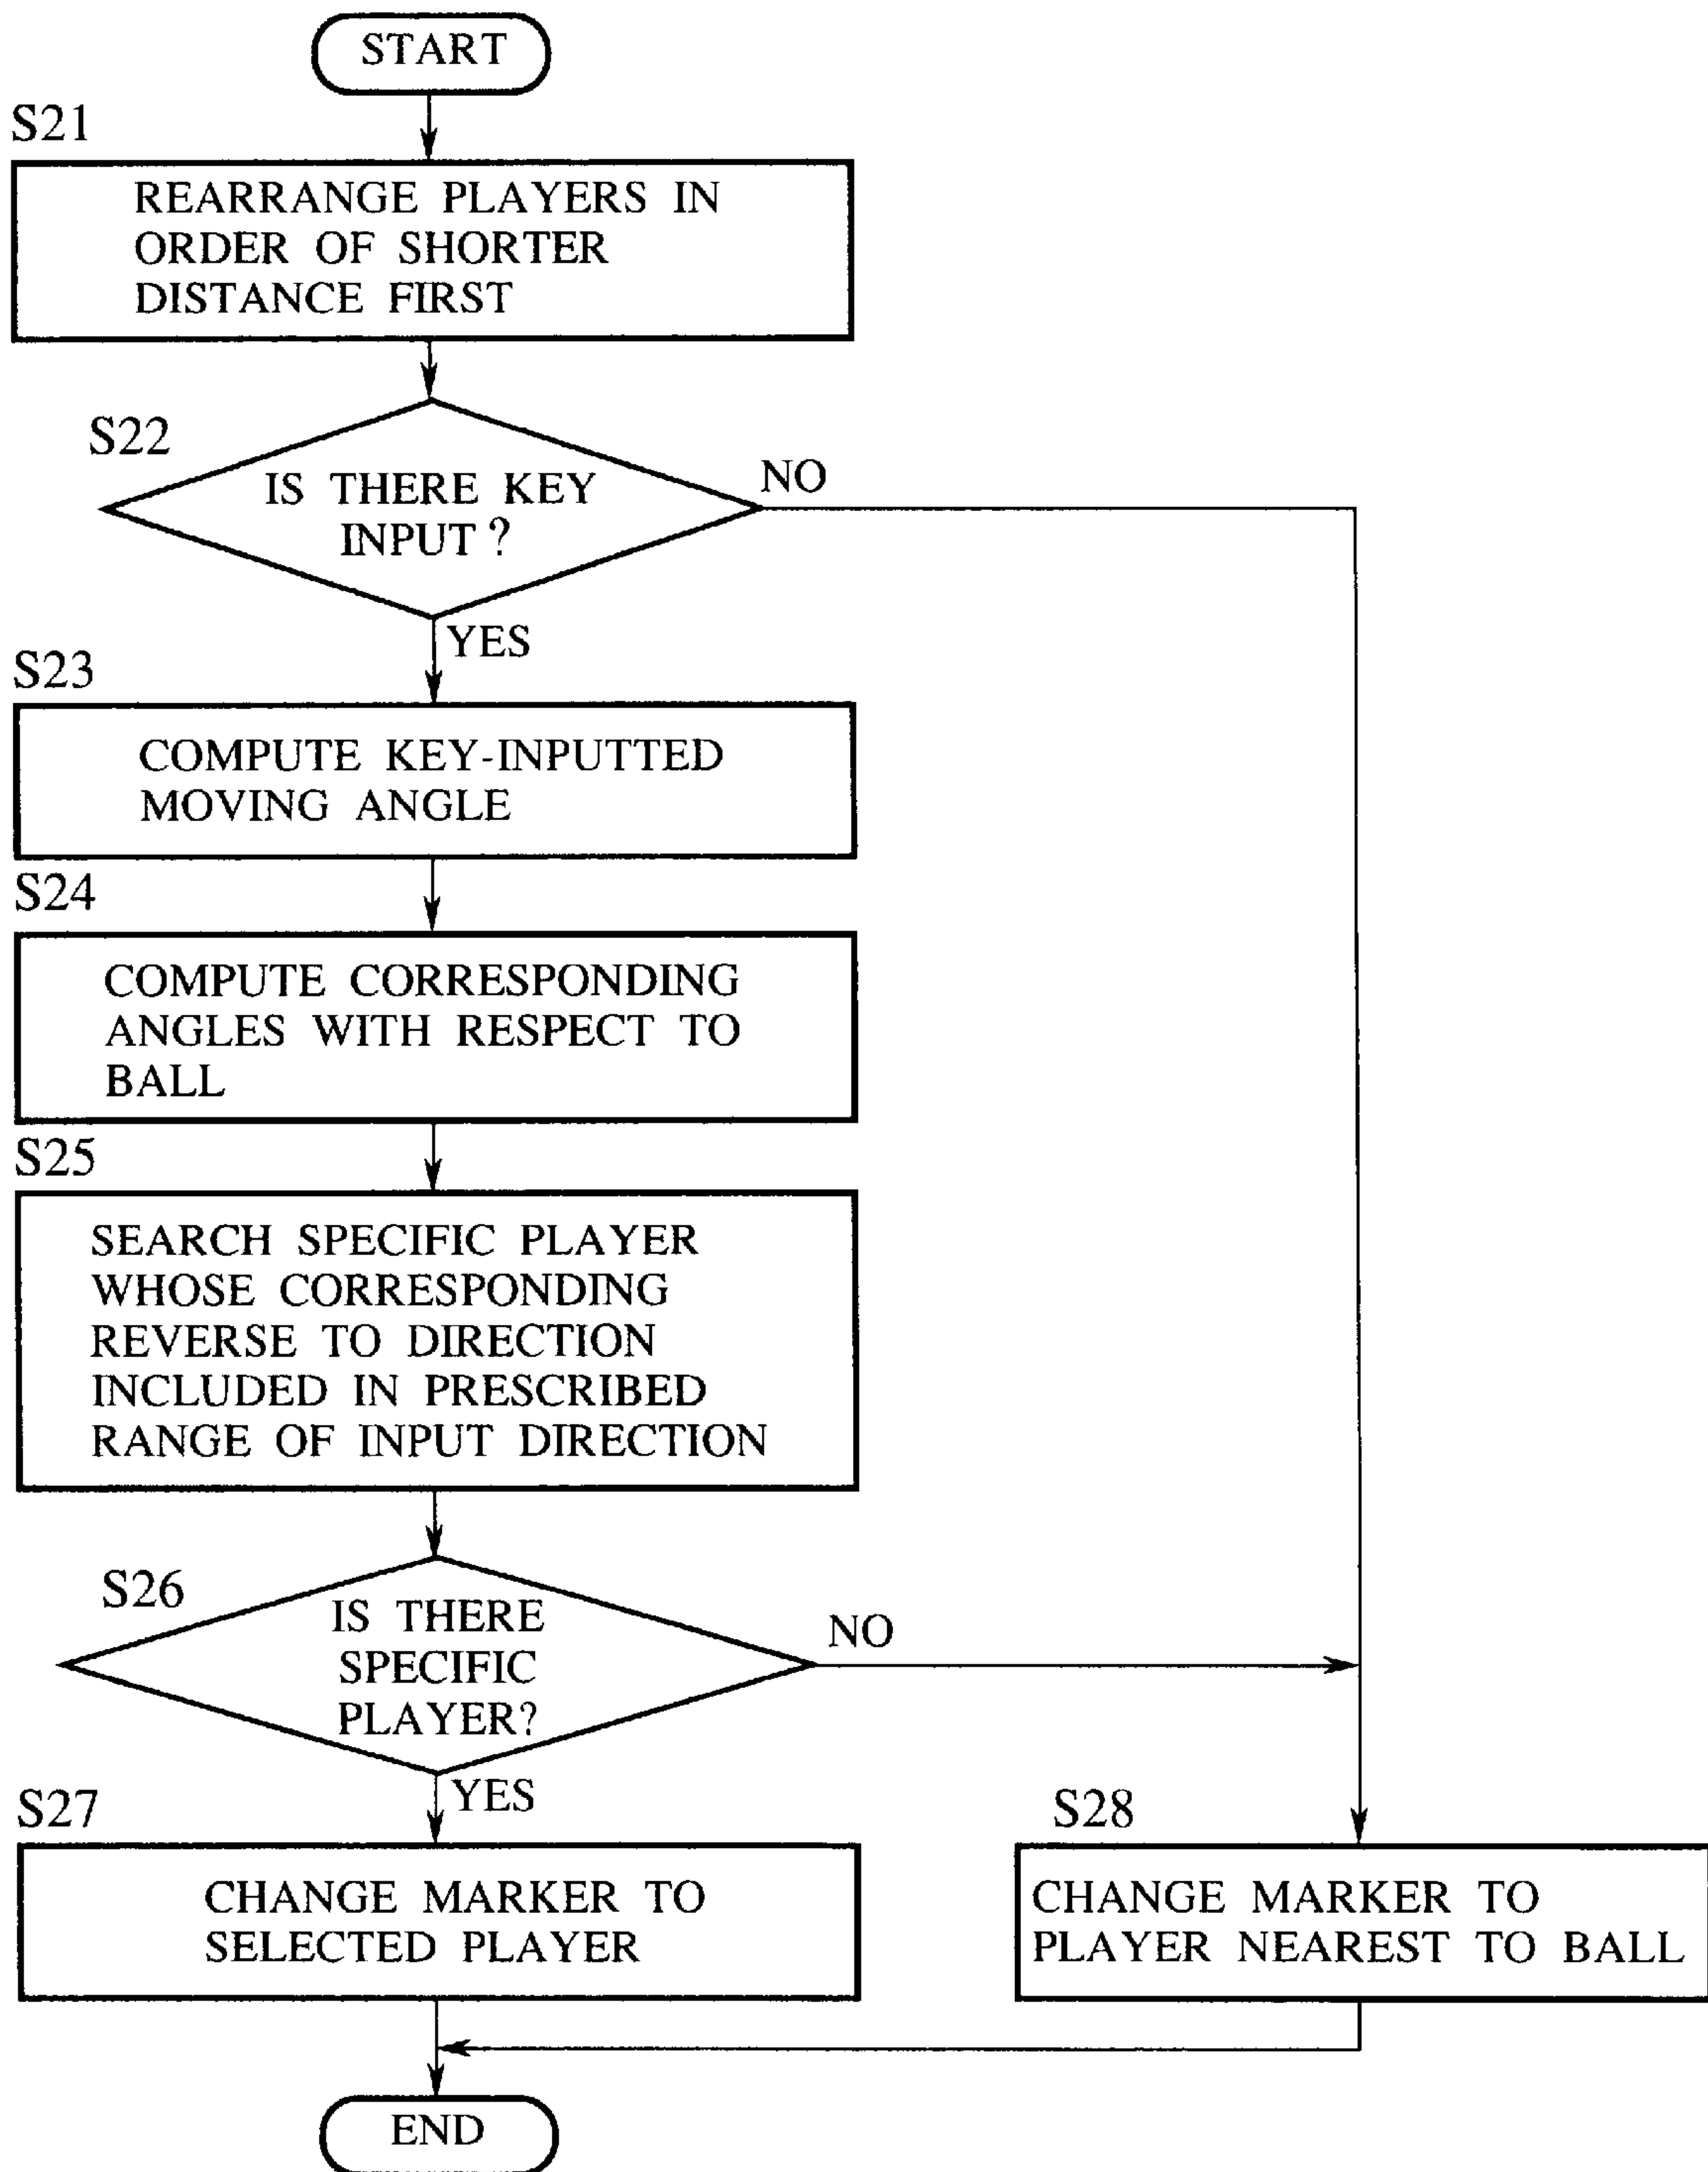 START
S21
REARRANGE PLAYERS IN
ORDER OF SHORTER
DISTANCE FIRST
S22
IS THERE KEY
INPUT ?
NO
YES
S23
COMPUTE KEY-INPUTTED
MOVING ANGLE
S24
COMPUTE CORRESPONDING
ANGLES WITH RESPECT TO
BALL
S25
SEARCH SPECIFIC PLAYER
WHOSE CORRESPONDING
REVERSE TO DIRECTION
INCLUDED IN PRESCRIBED
RANGE OF INPUT DIRECTION
S26
IS THERE
SPECIFIC
PLAYER?
NO
YES
S27
CHANGE MARKER TO
SELECTED PLAYER
S28
CHANGE MARKER TO
PLAYER NEAREST TO BALL
END